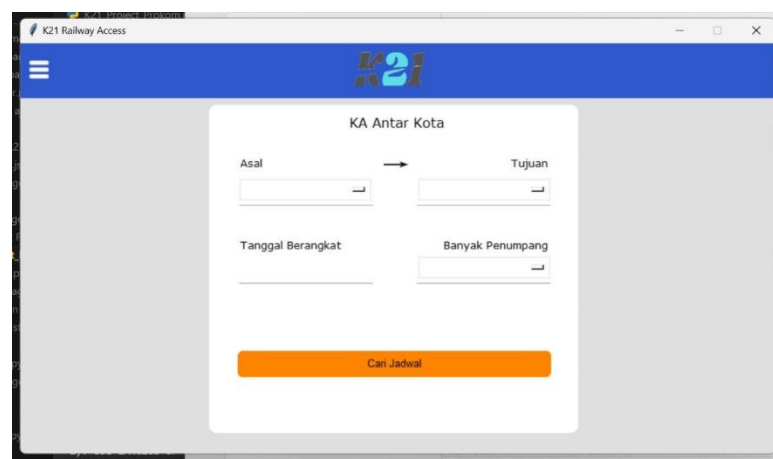 K21 Railway Access
K21
KA Antar Kota
Asal
Tujuan
Tanggal Berangkat
Banyak Penumpang
Cari Jadwal